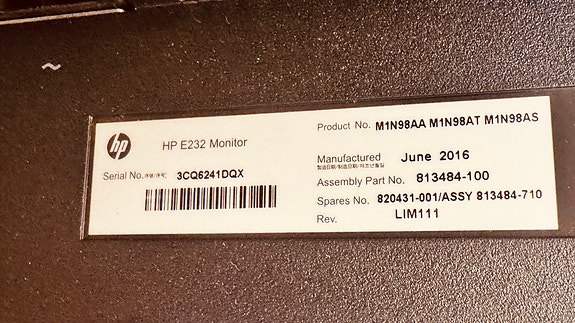 hp
HP E232 Monitor
Serial No. 3CQ6241DQX
Product No. M1N98AA M1N98AT M1N98AS
Manufactured June 2016
Assembly Part No. 813484-100
Spares No. 820431-001/ASSY 813484-710
Rev. LIM111